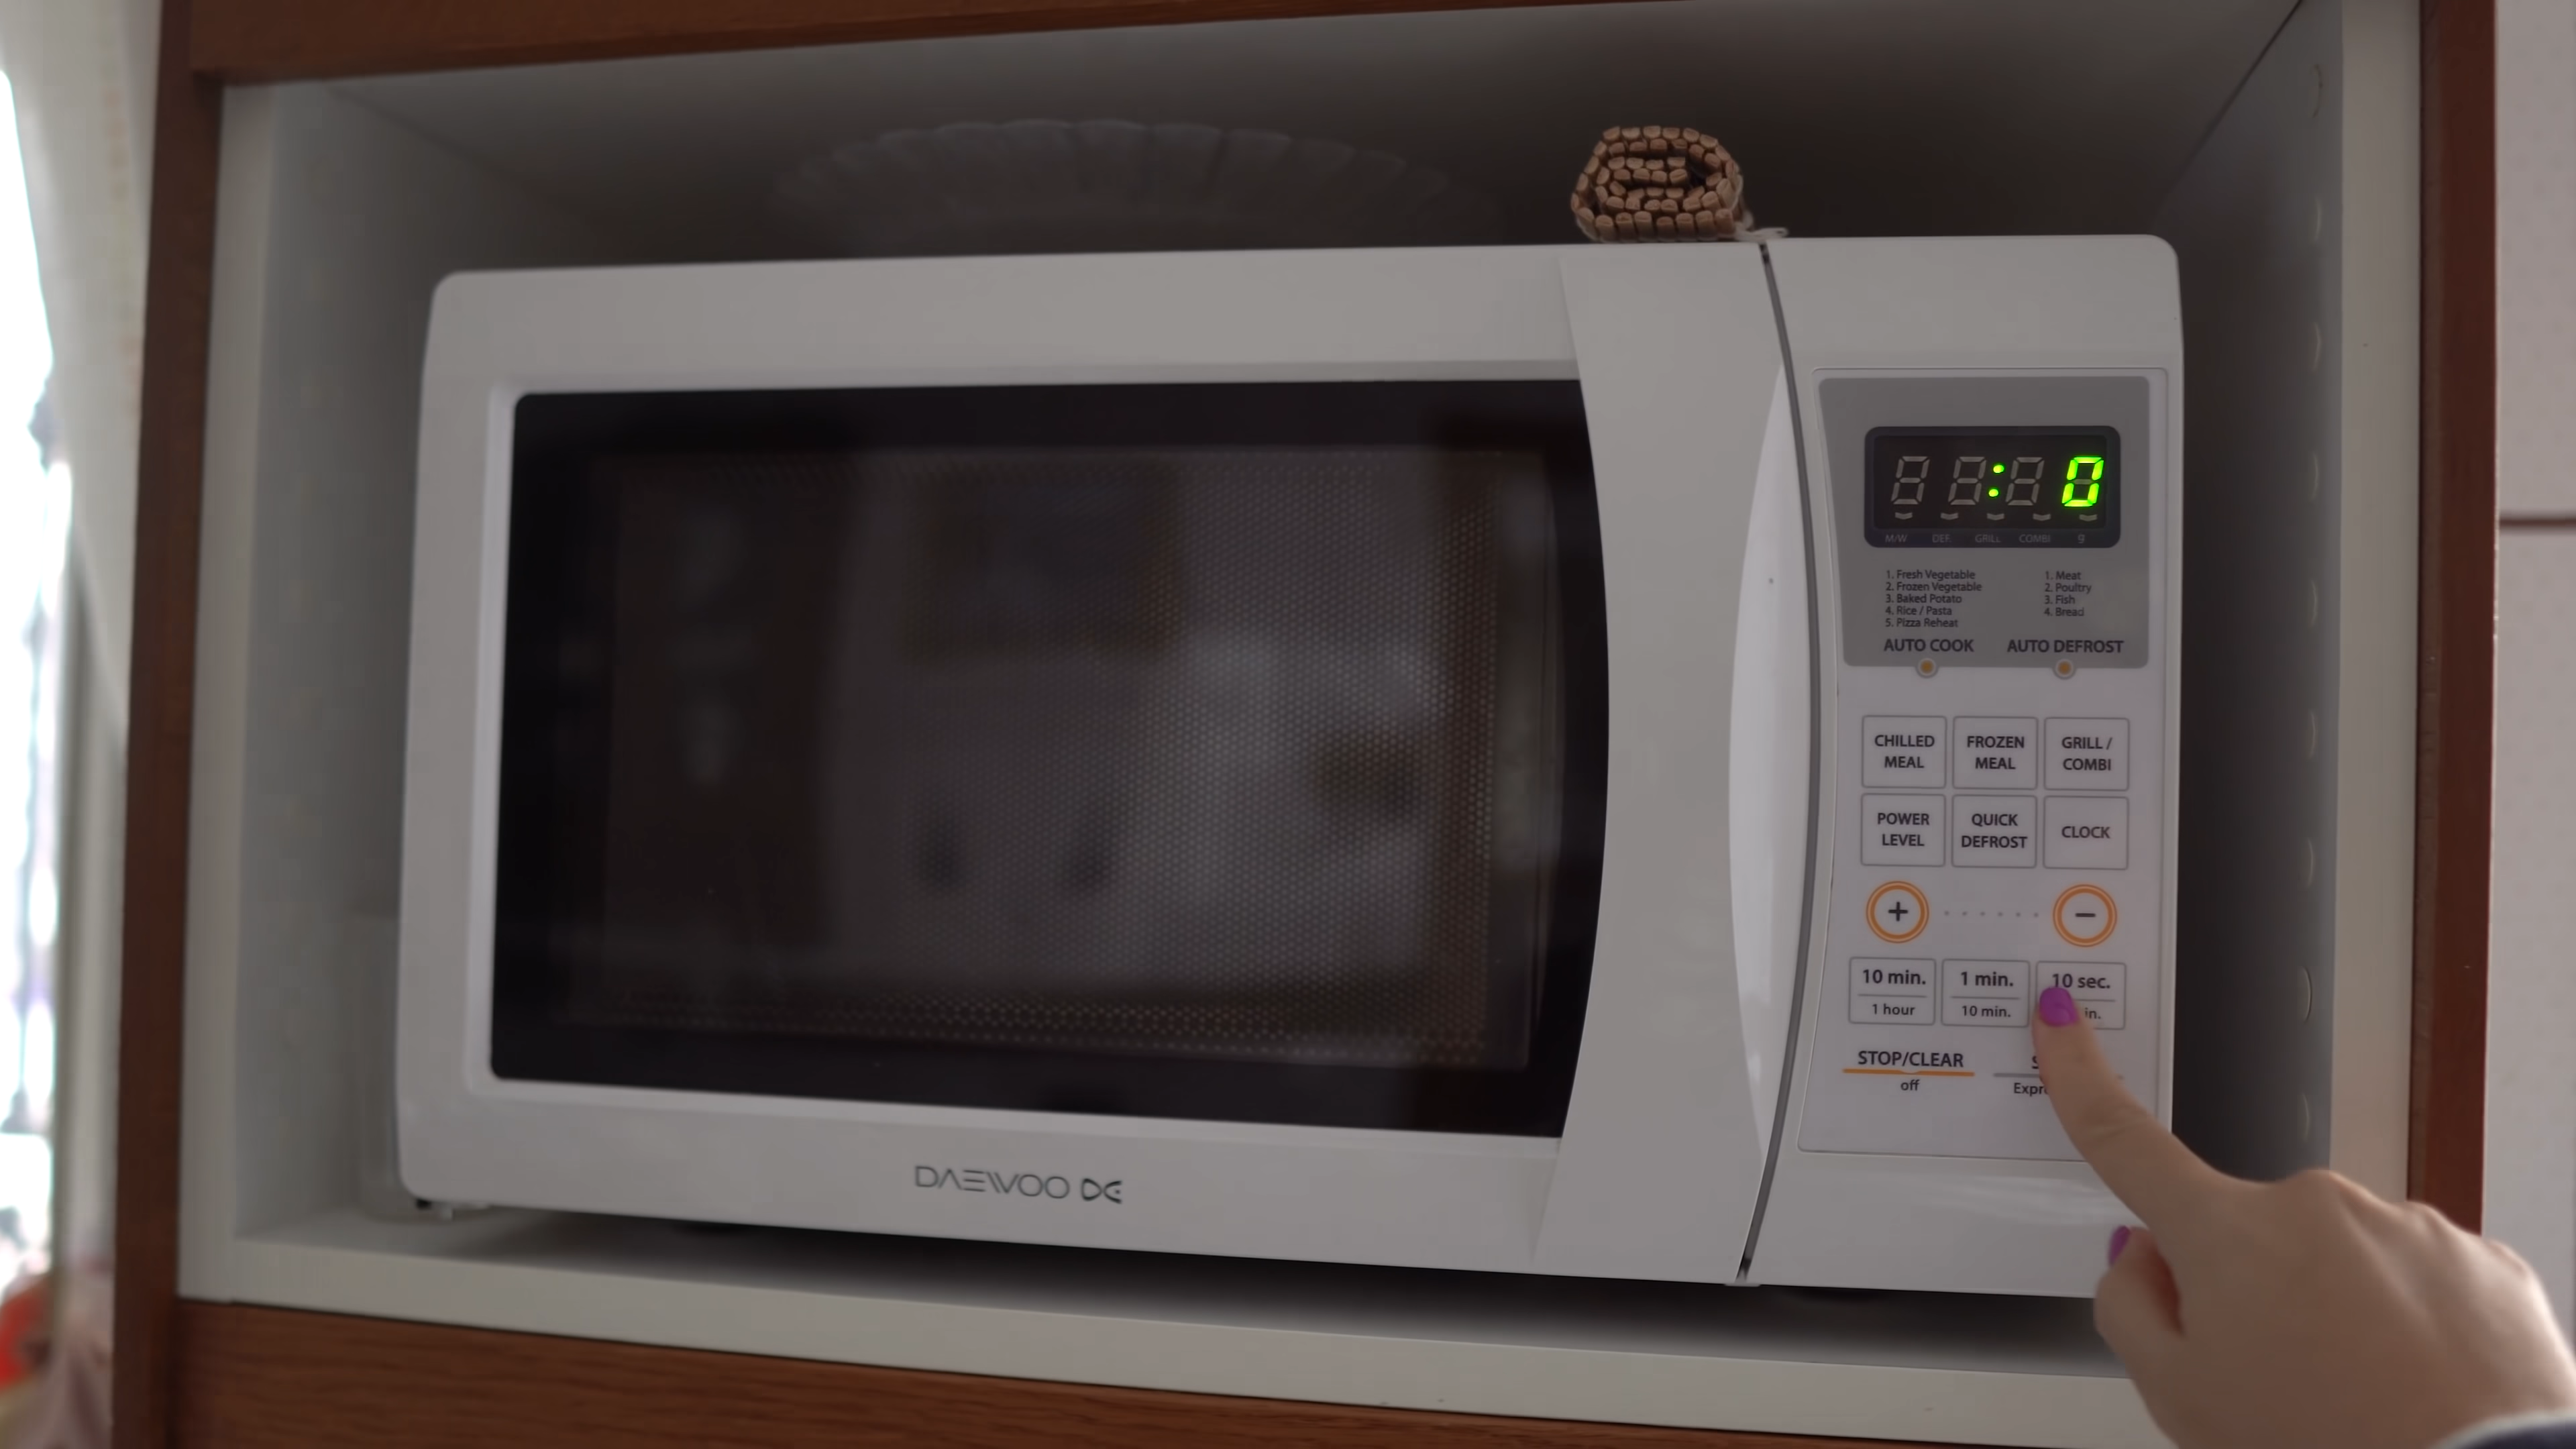 :0
M/W DEF. GRILL COMBI g
1. Fresh Vegetable
2. Frozen Vegetable
3. Baked Potato
4. Rice / Pasta
5. Pizza Reheat
1. Meat
2. Poultry
3. Fish
4. Bread
AUTO COOK
AUTO DEFROST
CHILLED
MEAL
FROZEN
MEAL
GRILL /
COMBI
POWER
LEVEL
QUICK
DEFROST
CLOCK
+
−
10 min.
1 hour
1 min.
10 min.
10 sec.
STOP/CLEAR
off
DAEWOO